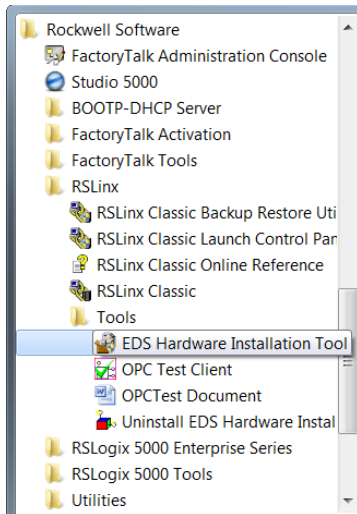 Rockwell Software
FactoryTalk Administration Console
Studio 5000
BOOTP-DHCP Server
FactoryTalk Activation
FactoryTalk Tools
RSLinx
RSLinx Classic Backup Restore Uti
RSLinx Classic Launch Control Pan
RSLinx Classic Online Reference
RSLinx Classic
Tools
EDS Hardware Installation Tool
OPC Test Client
OPCTest Document
Uninstall EDS Hardware Instal
RSLogix 5000 Enterprise Series
RSLogix 5000 Tools
Utilities